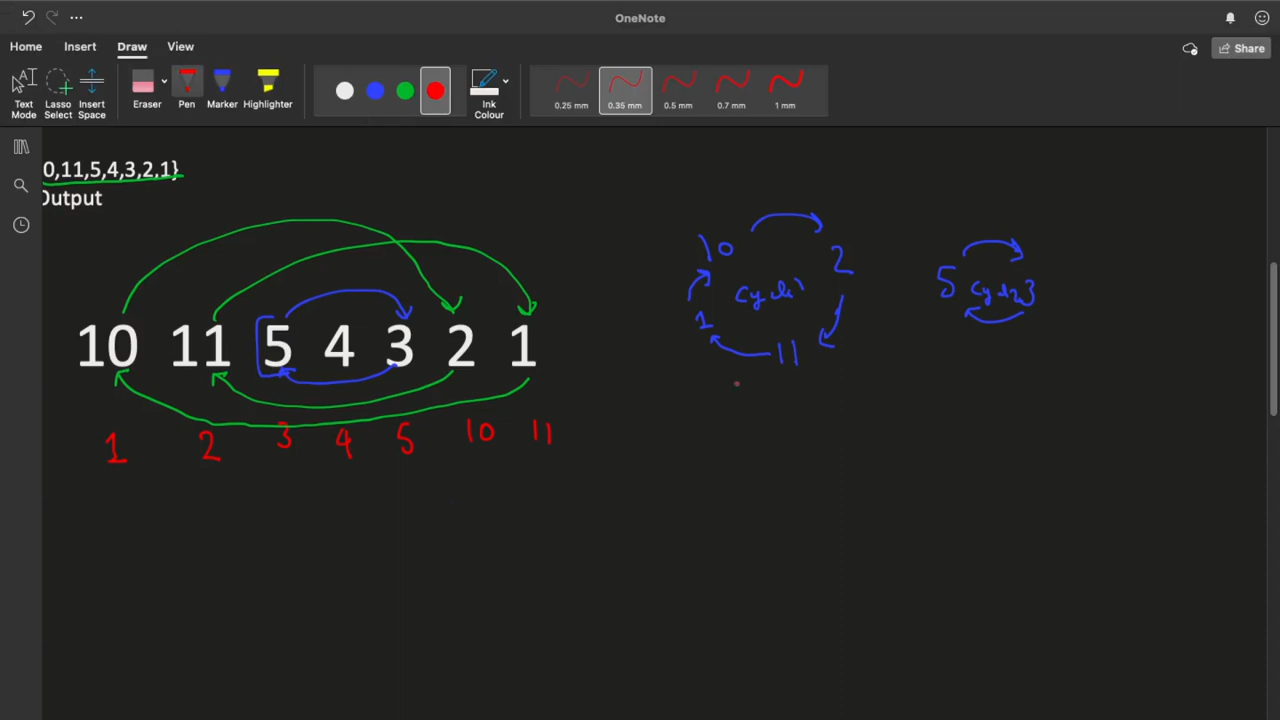 OneNote
Home Insert Draw View
Share
Text Mode
Lasso Select
Insert Space
Eraser
Pen
Marker
Highlighter
Ink Colour
0.25 mm
0.35 mm
0.5 mm
0.7 mm
1 mm
0,11,5,4,3,2,1}
Output
10 11 5 4 3 2 1
1 2 3 4 5 10 11
10 2
cycle1
1
11
5 cycle2 3